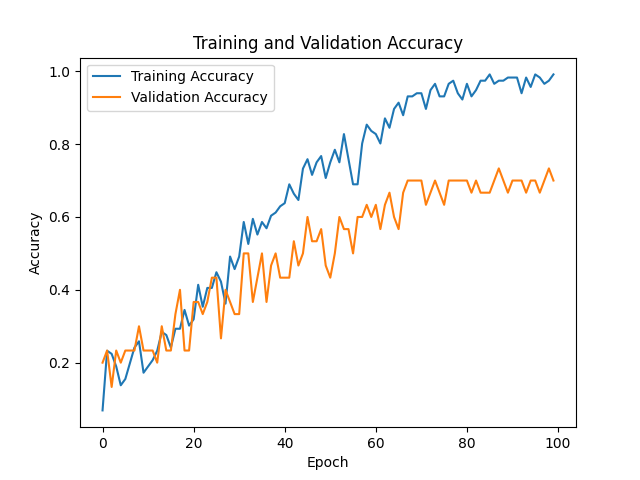 Training and Validation Accuracy
Training Accuracy
Validation Accuracy
1.0
0.8
0.6
0.4
0.2
Accuracy
0 20 40 60 80 100
Epoch